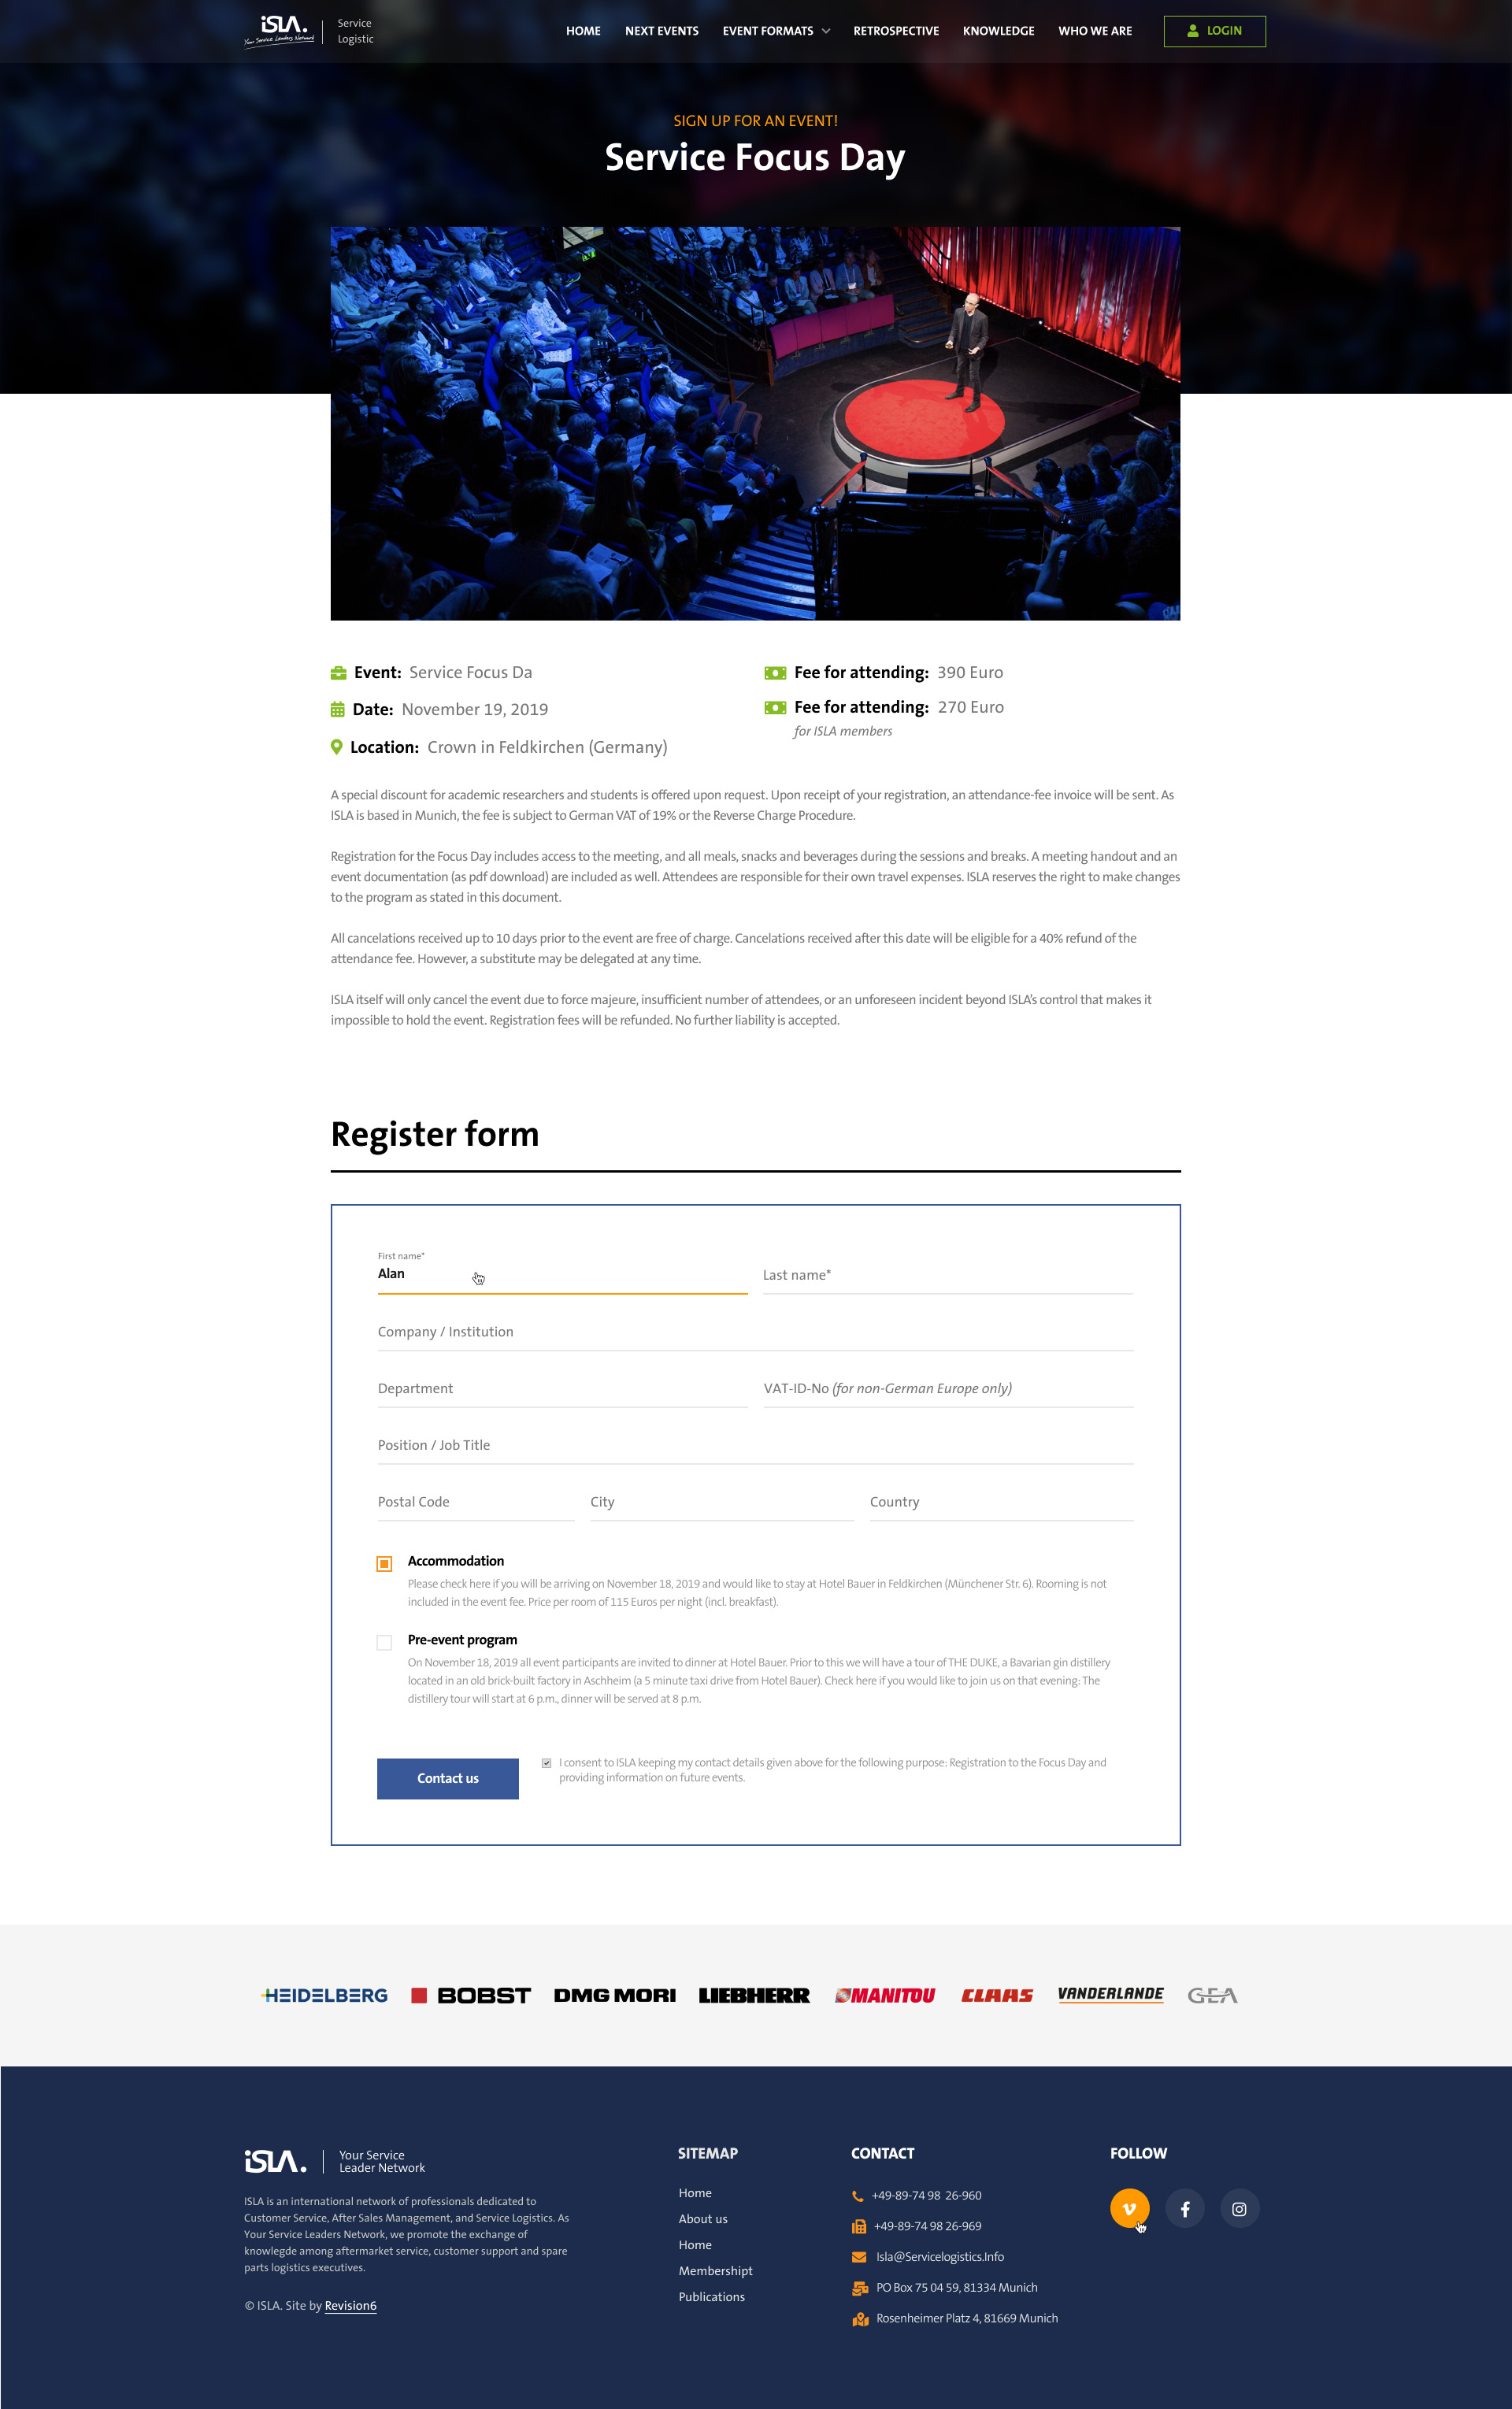 iSLA.
Your Service Leaders Network
Service
Logistic
HOME NEXT EVENTS EVENT FORMATS RETROSPECTIVE KNOWLEDGE WHO WE ARE LOGIN
SIGN UP FOR AN EVENT!
Service Focus Day
Event: Service Focus Da
Date: November 19, 2019
Location: Crown in Feldkirchen (Germany)
Fee for attending: 390 Euro
Fee for attending: 270 Euro
for ISLA members
A special discount for academic researchers and students is offered upon request. Upon receipt of your registration, an attendance-fee invoice will be sent. As
ISLA is based in Munich, the fee is subject to German VAT of 19% or the Reverse Charge Procedure.
Registration for the Focus Day includes access to the meeting, and all meals, snacks and beverages during the sessions and breaks. A meeting handout and an
event documentation (as pdf download) are included as well. Attendees are responsible for their own travel expenses. ISLA reserves the right to make changes
to the program as stated in this document.
All cancelations received up to 10 days prior to the event are free of charge. Cancelations received after this date will be eligible for a 40% refund of the
attendance fee. However, a substitute may be delegated at any time.
ISLA itself will only cancel the event due to force majeure, insufficient number of attendees, or an unforeseen incident beyond ISLA's control that makes it
impossible to hold the event. Registration fees will be refunded. No further liability is accepted.
Register form
First name*
Alan
Last name*
Company / Institution
Department
VAT-ID-No (for non-German Europe only)
Position / Job Title
Postal Code
City
Country
Accommodation
Please check here if you will be arriving on November 18, 2019 and would like to stay at Hotel Bauer in Feldkirchen (Münchener Str. 6). Rooming is not
included in the event fee. Price per room of 115 Euros per night (incl. breakfast).
Pre-event program
On November 18, 2019 all event participants are invited to dinner at Hotel Bauer. Prior to this we will have a tour of THE DUKE, a Bavarian gin distillery
located in an old brick-built factory in Aschheim (a 5 minute taxi drive from Hotel Bauer). Check here if you would like to join us on that evening: The
distillery tour will start at 6 p.m., dinner will be served at 8 p.m.
Contact us
I consent to ISLA keeping my contact details given above for the following purpose: Registration to the Focus Day and
providing information on future events.
HEIDELBERG BOBST DMG MORI LIEBHERR MANITOU CLAAS VANDERLANDE GEA
iSLA.
Your Service
Leader Network
ISLA is an international network of professionals dedicated to
Customer Service, After Sales Management, and Service Logistics. As
Your Service Leaders Network, we promote the exchange of
knowlegde among aftermarket service, customer support and spare
parts logistics executives.
© ISLA. Site by Revision6
SITEMAP
Home
About us
Home
Membershipt
Publications
CONTACT
+49-89-74 98 26-960
+49-89-74 98 26-969
Isla@Servicelogistics.Info
PO Box 75 04 59, 81334 Munich
Rosenheimer Platz 4, 81669 Munich
FOLLOW